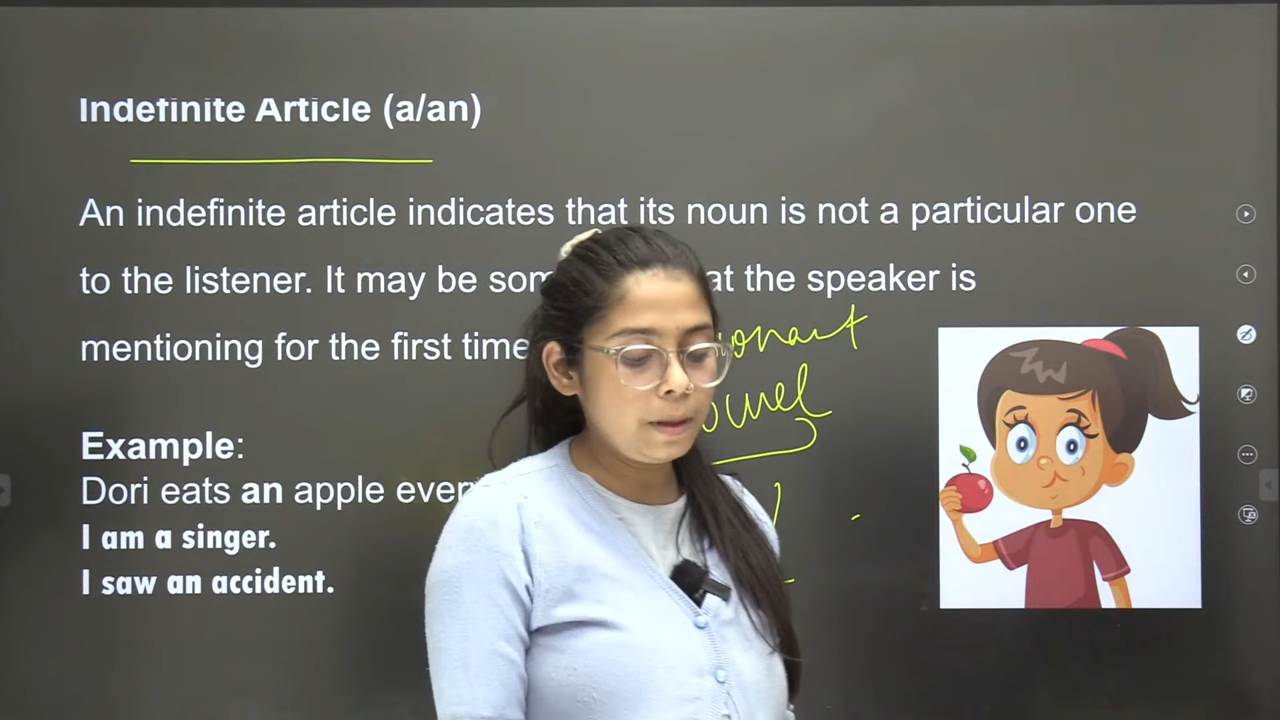 Indefinite Article (a/an)
An indefinite article indicates that its noun is not a particular one
to the listener. It may be som at the speaker is
mentioning for the first time
Example:
Dori eats an apple ever
I am a singer.
I saw an accident.